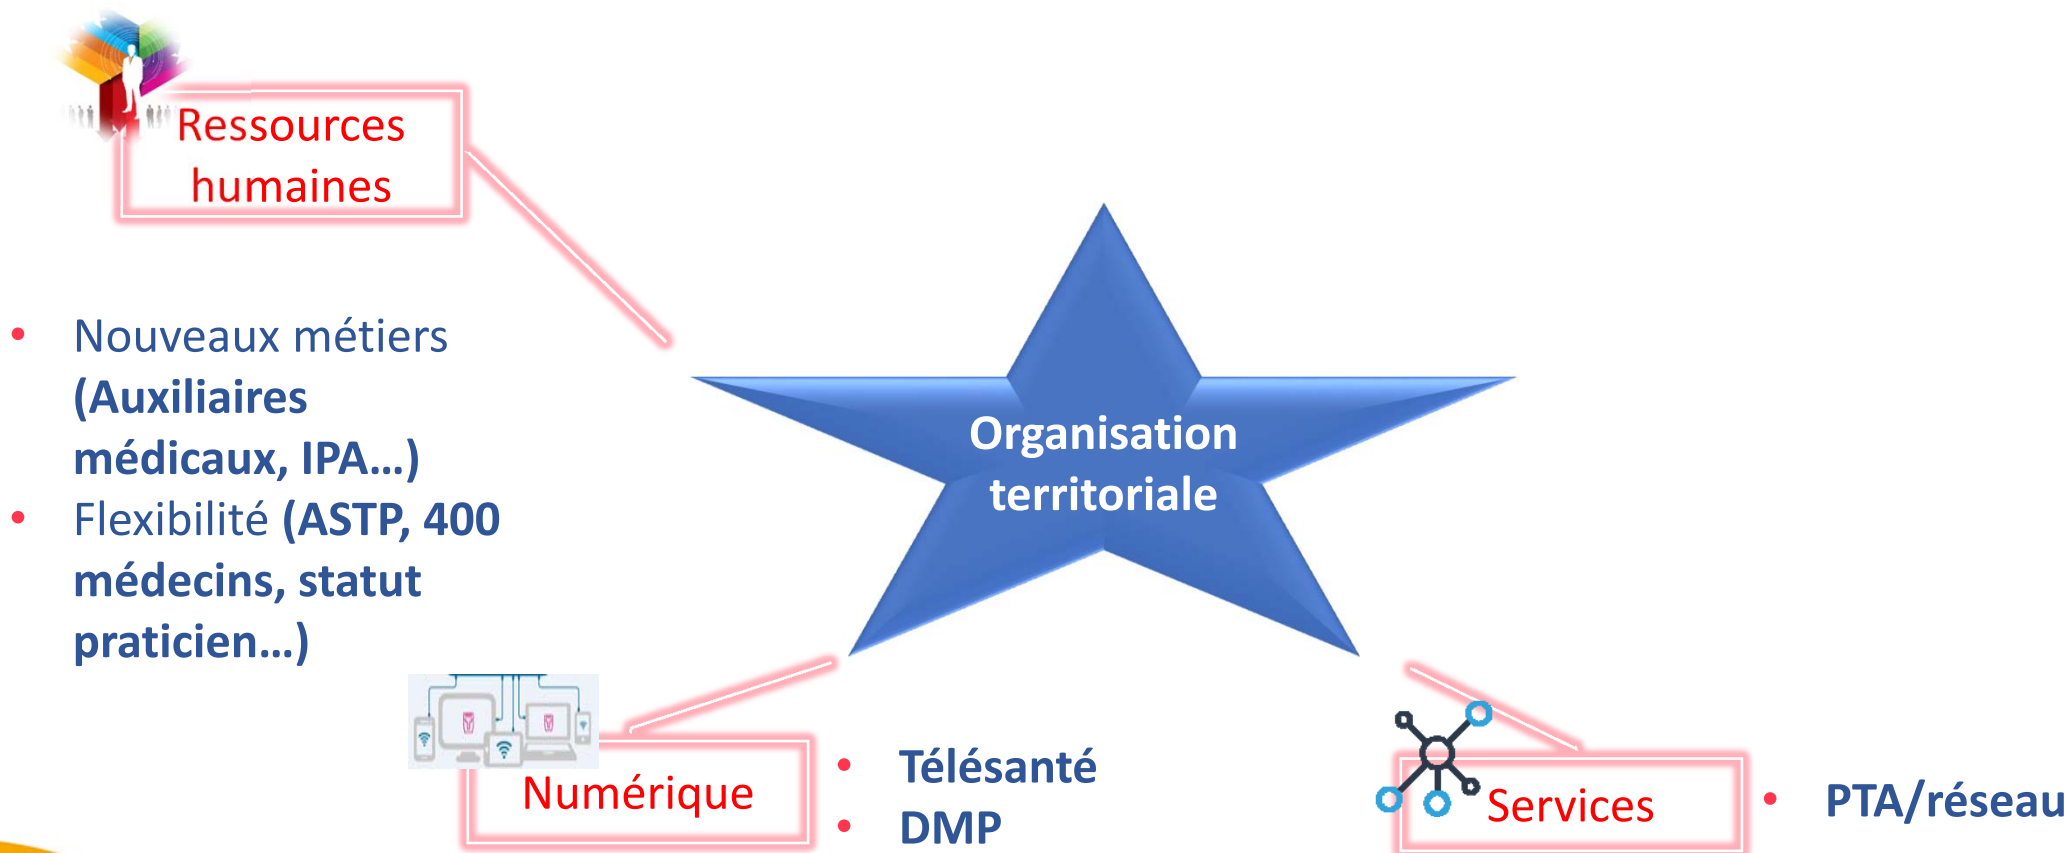 Ressources
humaines
• Nouveaux métiers
(Auxiliaires
médicaux, IPA...)
• Flexibilité (ASTP, 400
médecins, statut
praticien...)
Organisation
territoriale
Numérique
• Télésanté
• DMP
Services
• PTA/réseau